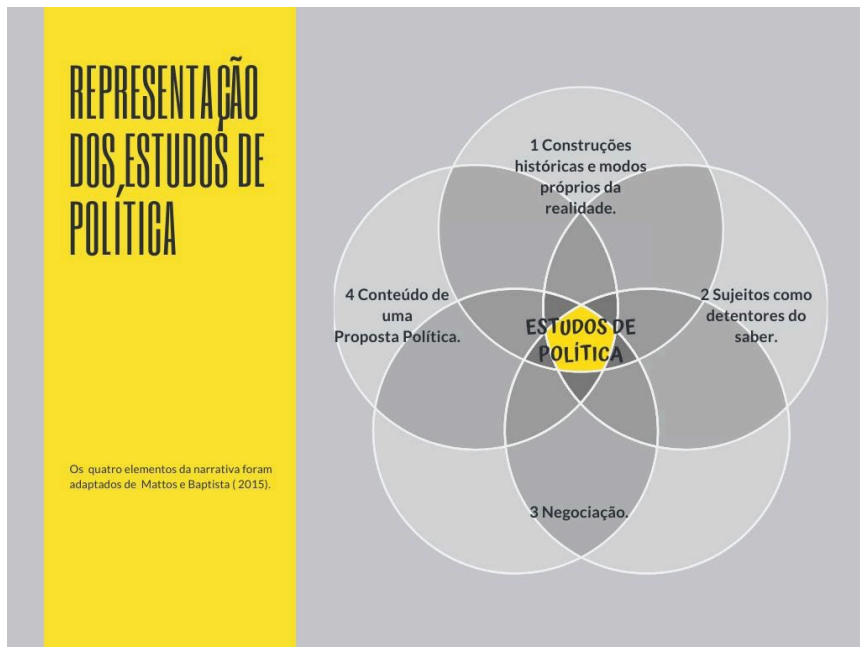 REPRESENTAÇÃO
DOS ESTUDOS DE
POLÍTICA
Os quatro elementos da narrativa foram
adaptados de Mattos e Baptista ( 2015).
1 Construções
históricas e modos
próprios da
realidade.
2 Sujeitos como
detentores do
saber.
4 Conteúdo de
uma
Proposta Política.
ESTUDOS DE
POLÍTICA
3 Negociação.